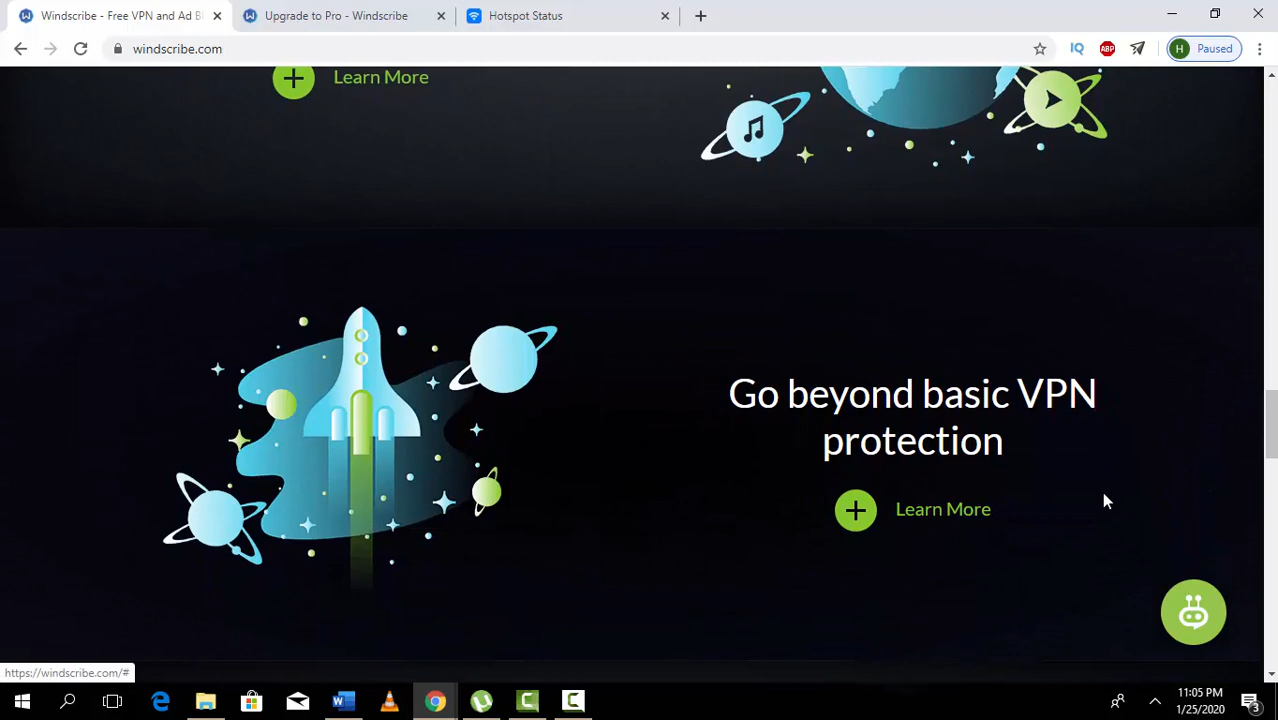 Windscribe - Free VPN and Ad B
Upgrade to Pro - Windscribe
Hotspot Status
windscribe.com
IQ
ABP
H
Paused
Learn More
Go beyond basic VPN
protection
Learn More
https://windscribe.com/#
11:05 PM
1/25/2020
3